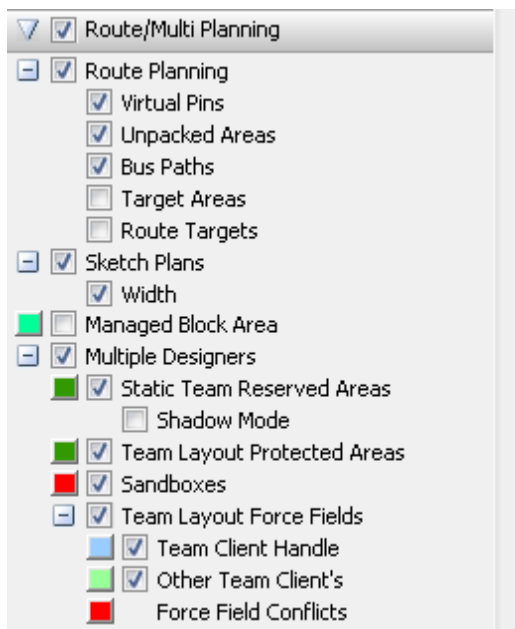 Route/Multi Planning
Route Planning
Virtual Pins
Unpacked Areas
Bus Paths
Target Areas
Route Targets
Sketch Plans
Width
Managed Block Area
Multiple Designers
Static Team Reserved Areas
Shadow Mode
Team Layout Protected Areas
Sandboxes
Team Layout Force Fields
Team Client Handle
Other Team Client's
Force Field Conflicts